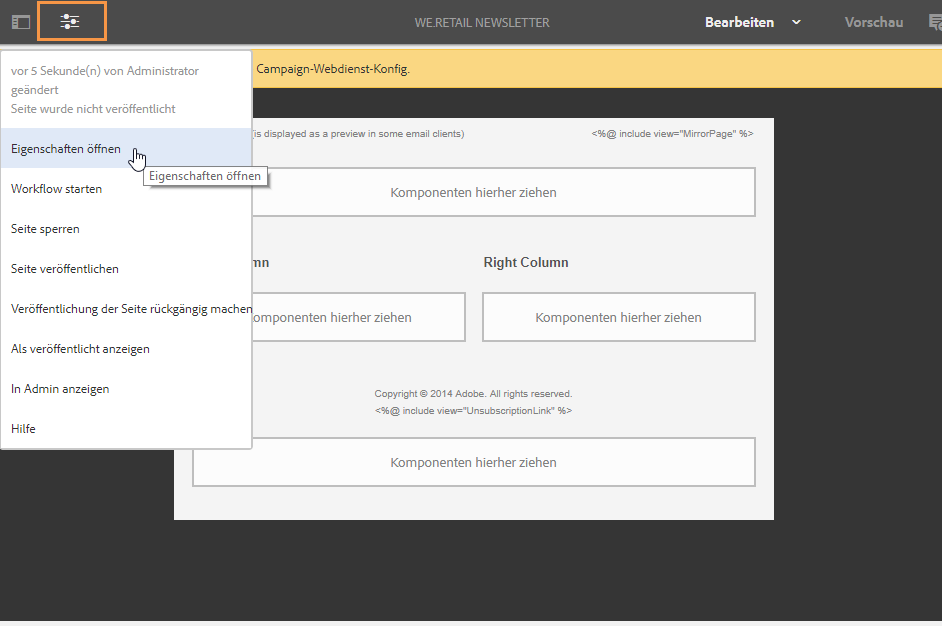 WE.RETAIL NEWSLETTER
Bearbeiten
Vorschau
vor 5 Sekunde(n) von Administrator
geändert
Seite wurde nicht veröffentlicht
Eigenschaften öffnen
Eigenschaften öffnen
Workflow starten
Seite sperren
Seite veröffentlichen
Veröffentlichung der Seite rückgängig machen
Als veröffentlicht anzeigen
In Admin anzeigen
Hilfe
Campaign-Webdienst-Konfig.
is displayed as a preview in some email clients)
<%@ include view="MirrorPage" %>
Komponenten hierher ziehen
mn
Right Column
omponenten hierher ziehen
Komponenten hierher ziehen
Copyright © 2014 Adobe. All rights reserved.
<%@ include view="UnsubscriptionLink" %>
Komponenten hierher ziehen